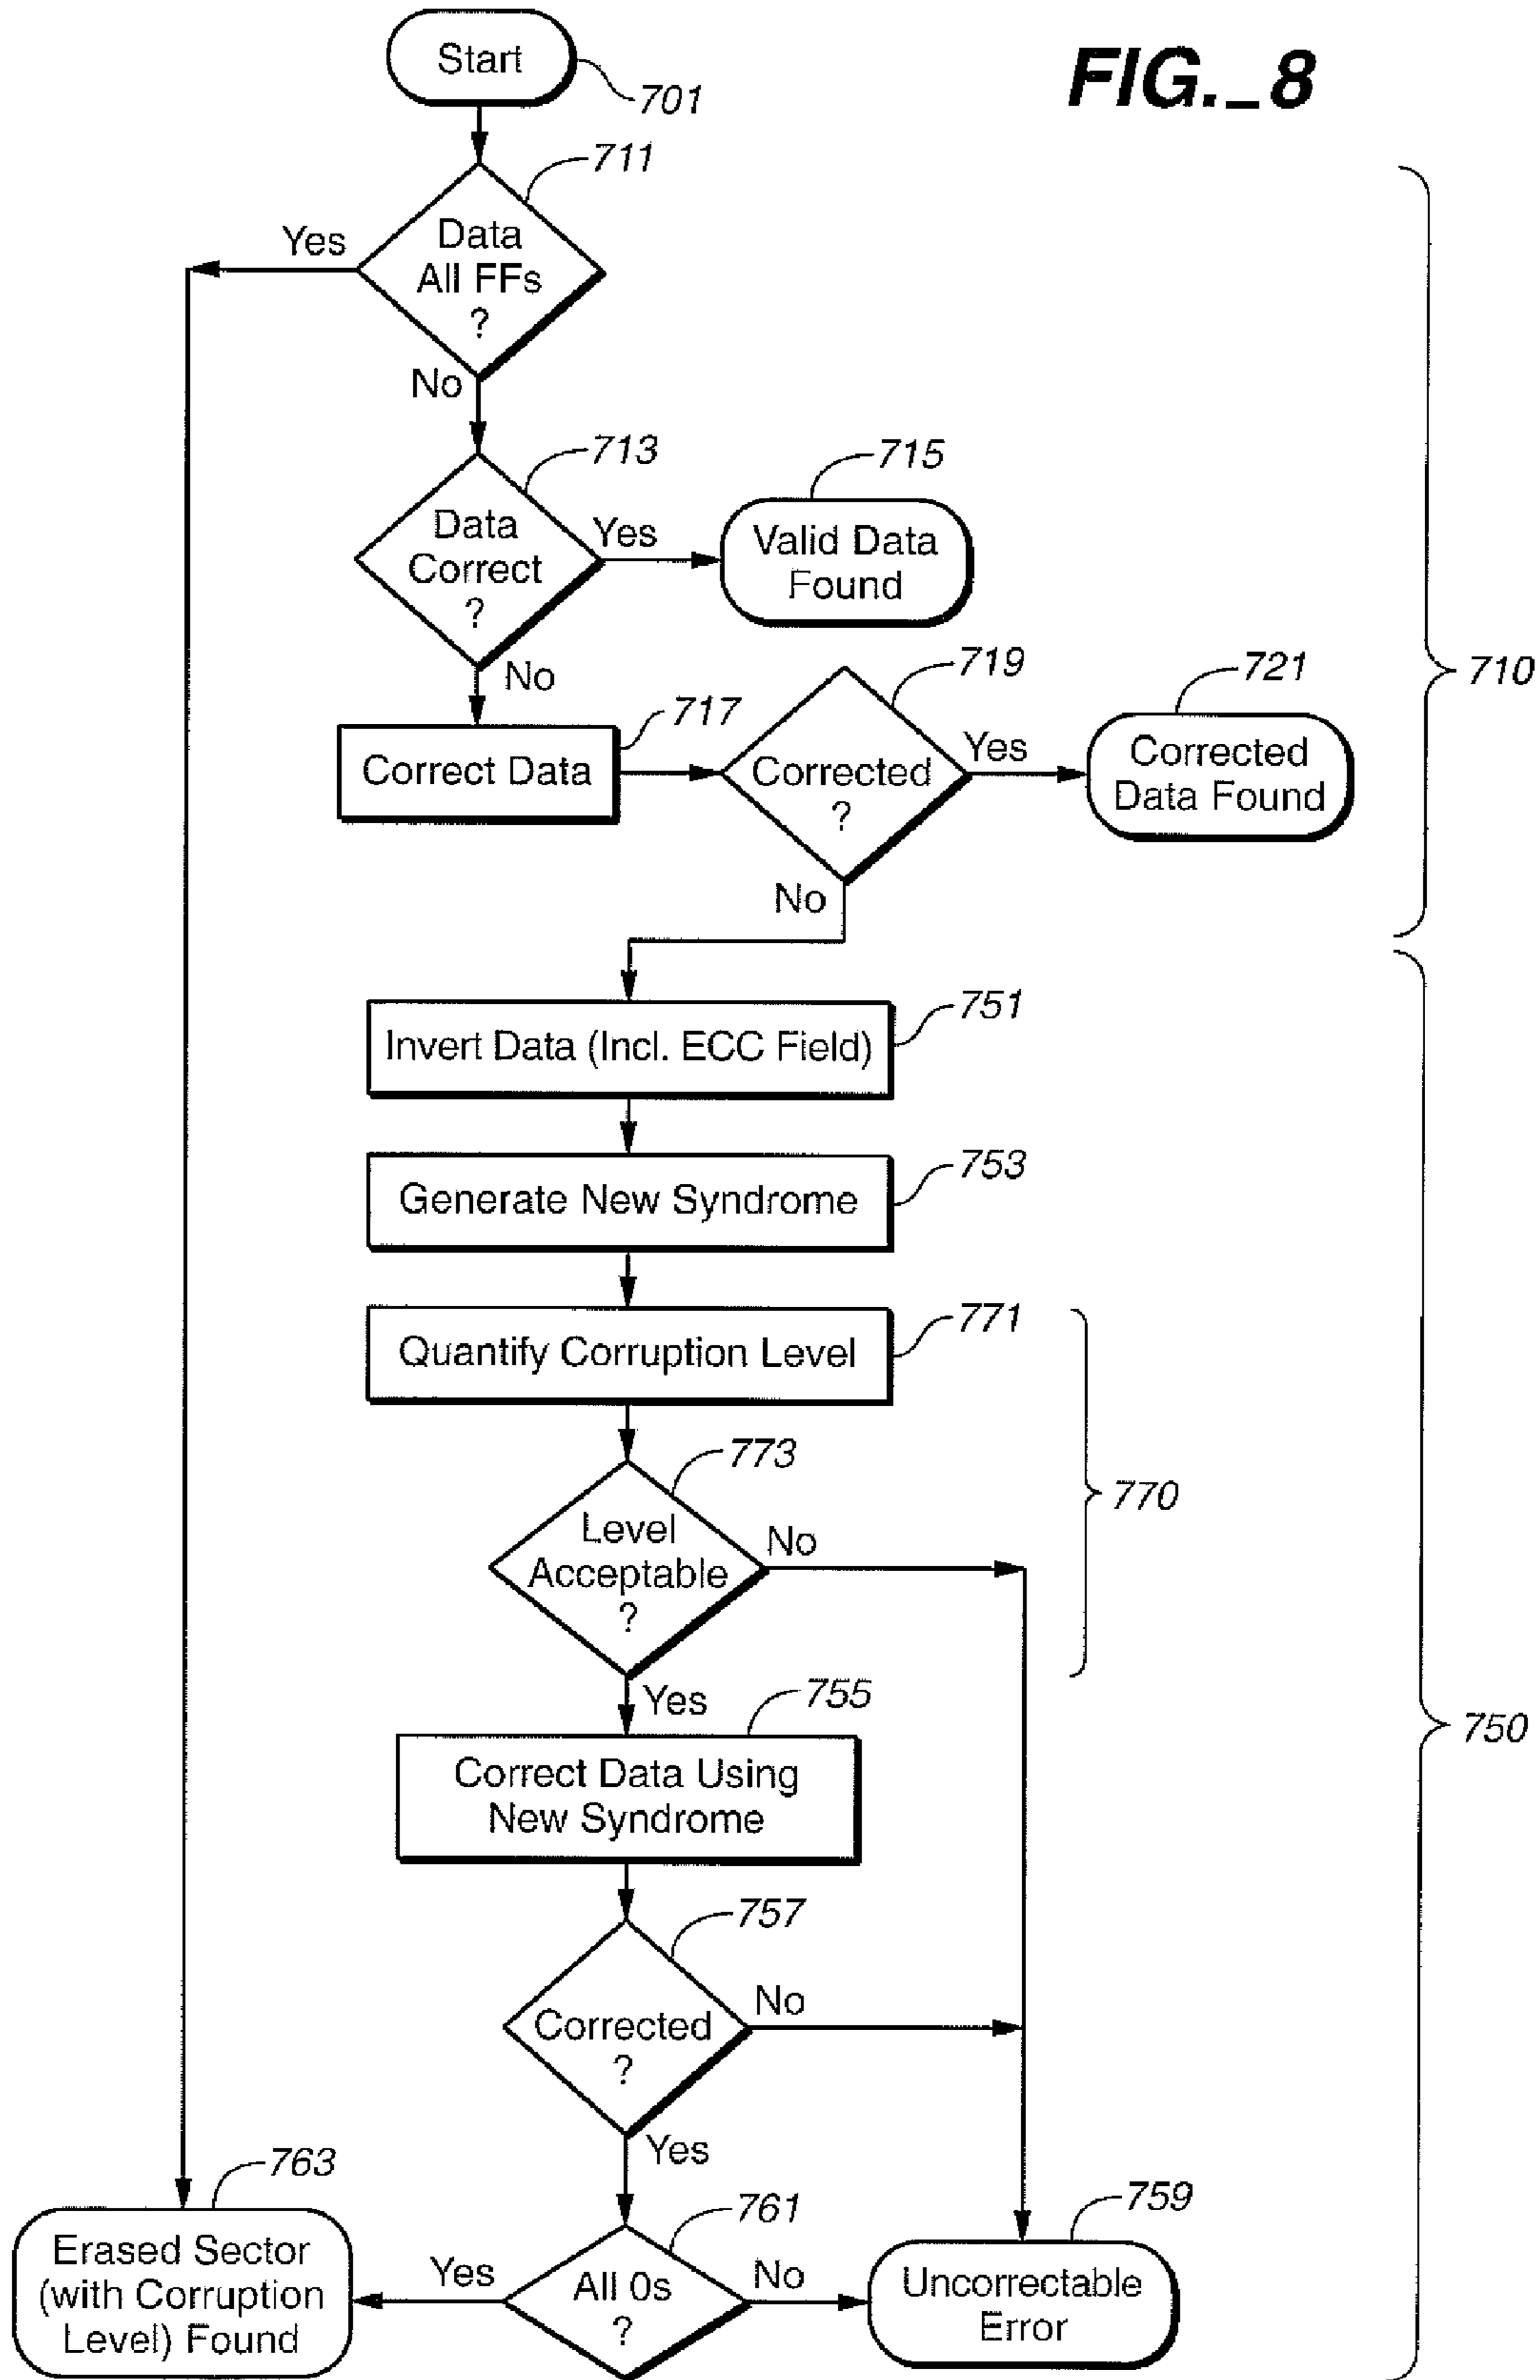 FIG._8
Start
701
711
Yes
Data
All FFs
?
No
713
715
Data
Correct
?
Yes
Valid Data
Found
No
717
719
721
710
Correct Data
Corrected
?
Yes
Corrected
Data Found
No
751
Invert Data (Incl. ECC Field)
753
Generate New Syndrome
771
Quantify Corruption Level
773
770
Level
Acceptable
?
No
Yes
755
750
Correct Data Using
New Syndrome
757
Corrected
?
No
Yes
763
761
759
Erased Sector
(with Corruption
Level) Found
Yes
All 0s
?
No
Uncorrectable
Error